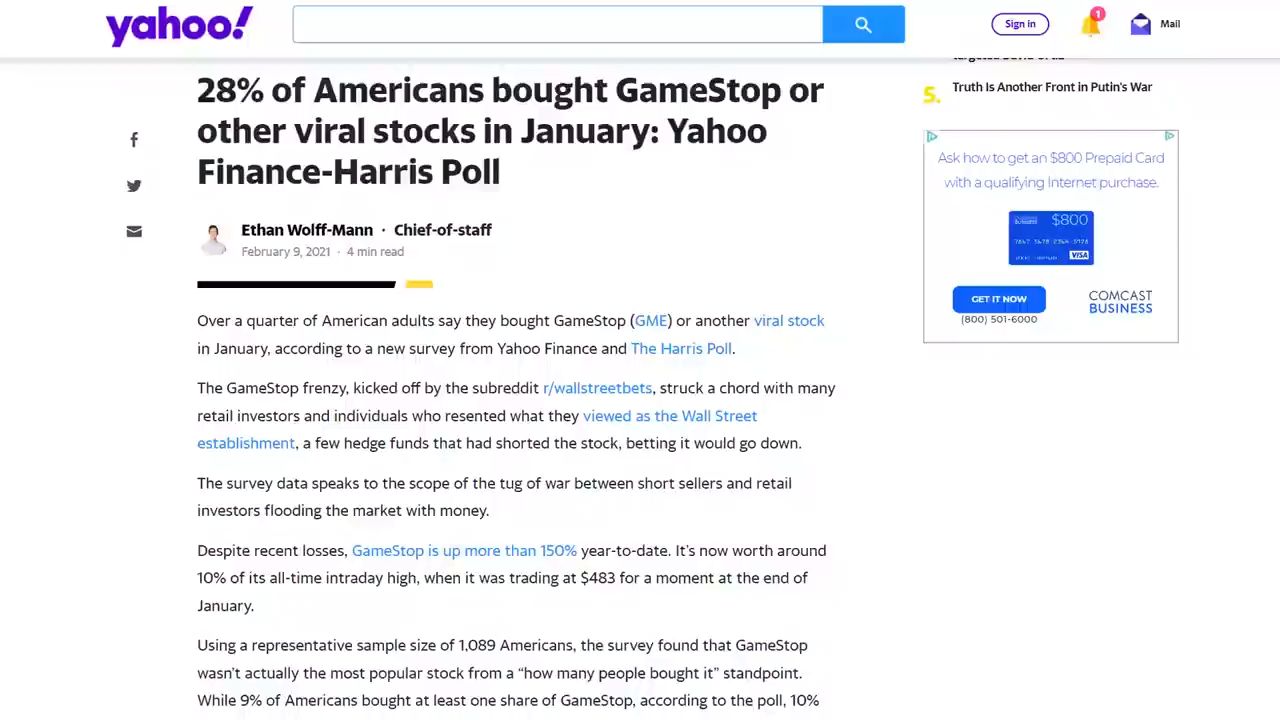 yahoo!
Sign in
1
Mail
5.
Truth Is Another Front in Putin's War
28% of Americans bought GameStop or
other viral stocks in January: Yahoo
Finance-Harris Poll
Ethan Wolff-Mann · Chief-of-staff
February 9, 2021 · 4 min read
Over a quarter of American adults say they bought GameStop (GME) or another viral stock
in January, according to a new survey from Yahoo Finance and The Harris Poll.
The GameStop frenzy, kicked off by the subreddit r/wallstreetbets, struck a chord with many
retail investors and individuals who resented what they viewed as the Wall Street
establishment, a few hedge funds that had shorted the stock, betting it would go down.
The survey data speaks to the scope of the tug of war between short sellers and retail
investors flooding the market with money.
Despite recent losses, GameStop is up more than 150% year-to-date. It's now worth around
10% of its all-time intraday high, when it was trading at $483 for a moment at the end of
January.
Using a representative sample size of 1,089 Americans, the survey found that GameStop
wasn't actually the most popular stock from a “how many people bought it” standpoint.
While 9% of Americans bought at least one share of GameStop, according to the poll, 10%
Ask how to get an $800 Prepaid Card
with a qualifying Internet purchase.
$800
VISA
GET IT NOW
(800) 501-6000
COMCAST
BUSINESS